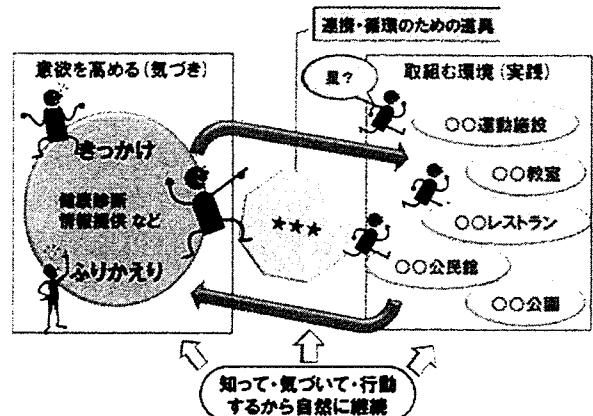 連携・循環のための道具
意欲を高める(気づき)
取組む環境(実践)
星?
きっかけ
健康診断
情報提供 など
ふりかえり
★★★
○○運動施設
○○教室
○○レストラン
○○公民館
○○公園
知って・気づいて・行動
するから自然に継続